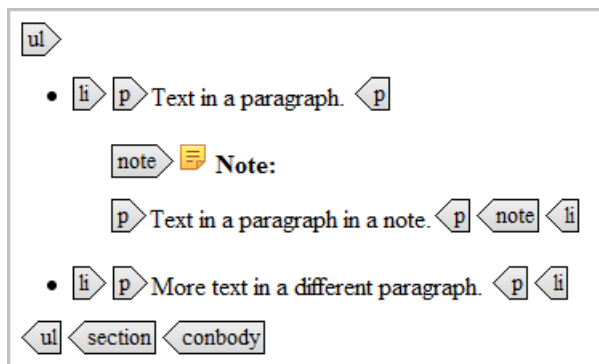 ul
• li p Text in a paragraph. p
note Note:
p Text in a paragraph in a note. p note li
• li p More text in a different paragraph. p li
ul section conbody